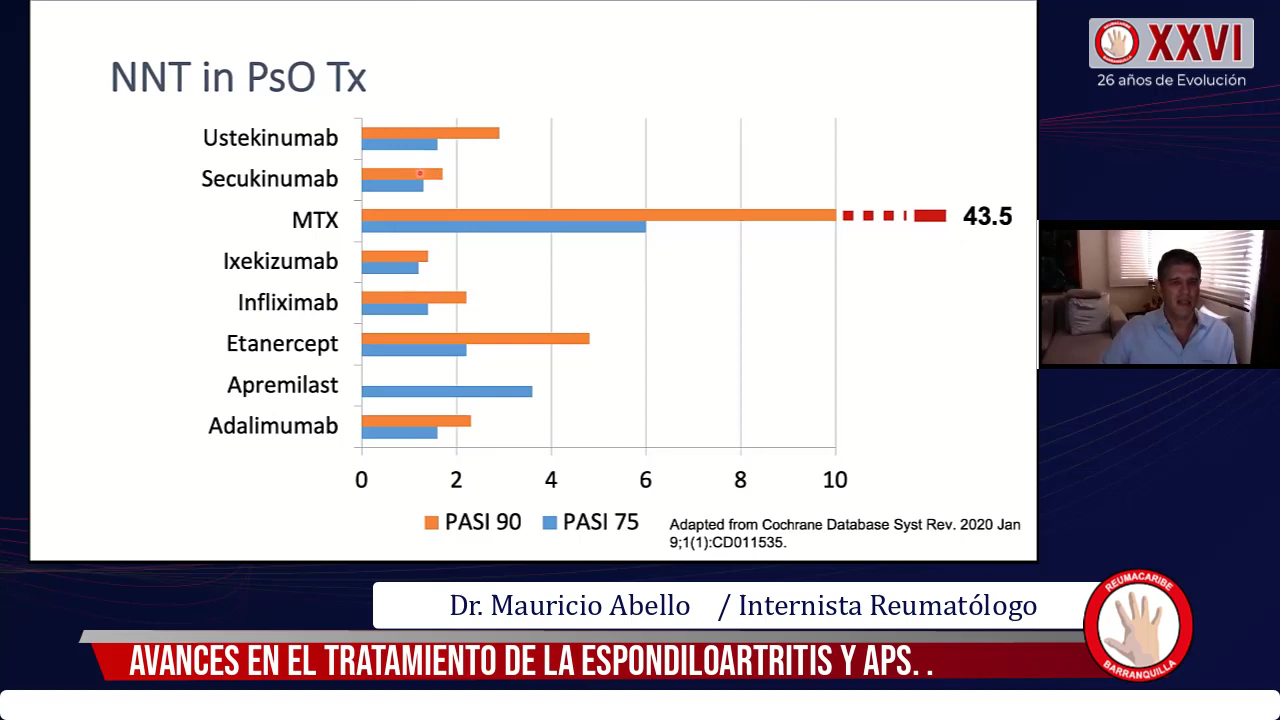 NNT in PsO Tx
Ustekinumab
Secukinumab
MTX
43.5
Ixekizumab
Infliximab
Etanercept
Apremilast
Adalimumab
0 2 4 6 8 10
PASI 90 PASI 75
Adapted from Cochrane Database Syst Rev. 2020 Jan
9;1(1):CD011535.
REUMACARIBE
BARRANQUILLA
XXVI
26 años de Evolución
Dr. Mauricio Abello / Internista Reumatólogo
AVANCES EN EL TRATAMIENTO DE LA ESPONDILOARTRITIS Y APS. .
REUMACARIBE
BARRANQUILLA